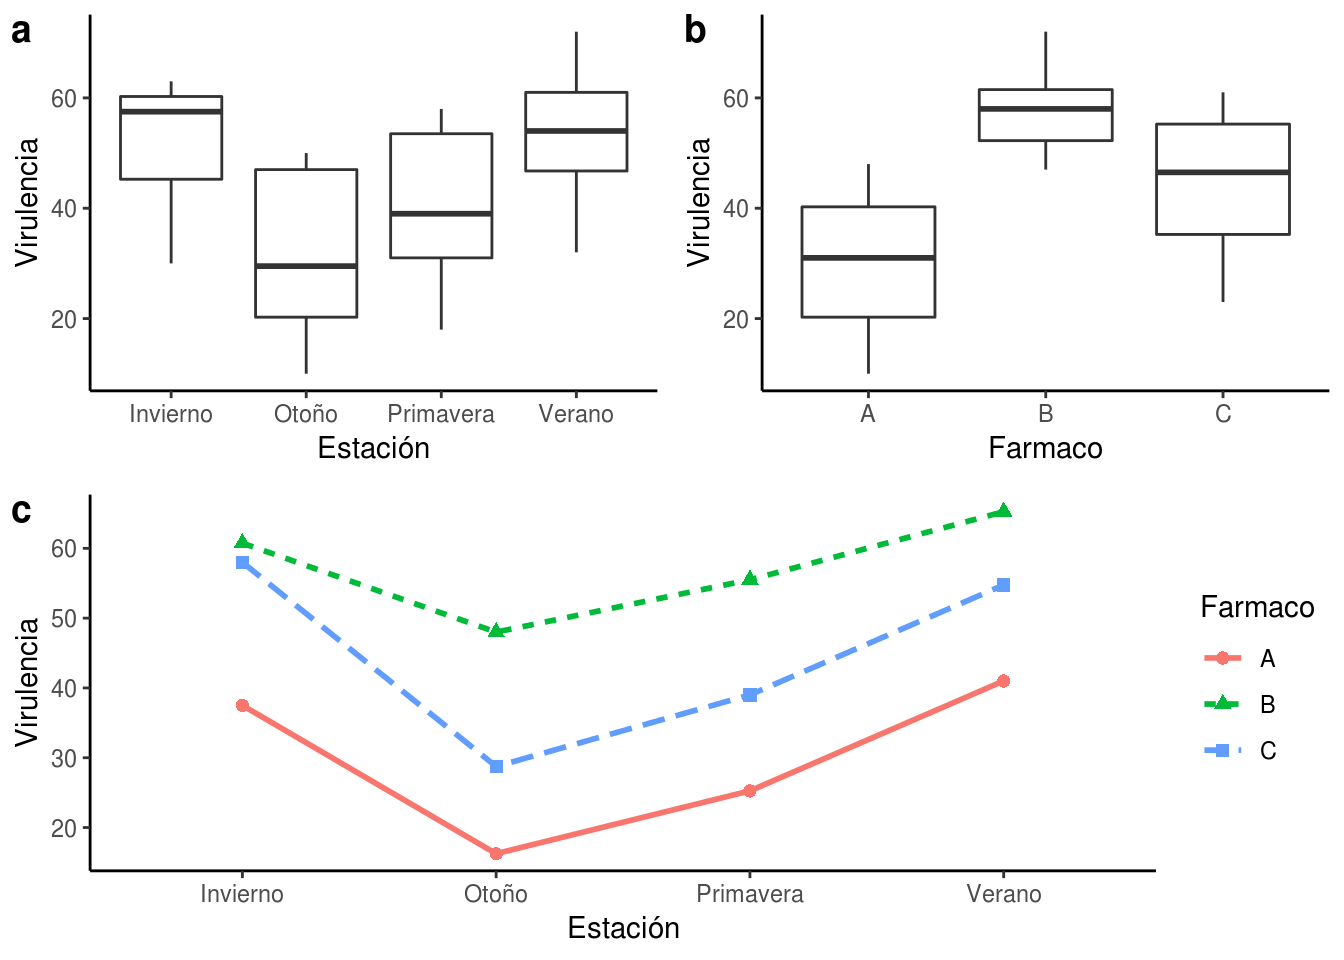 a
Virulencia
60
40
20
Invierno Otoño Primavera Verano
Estación
b
Virulencia
60
40
20
A B C
Farmaco
c
Virulencia
60
50
40
30
20
Invierno Otoño Primavera Verano
Estación
Farmaco
A
B
C